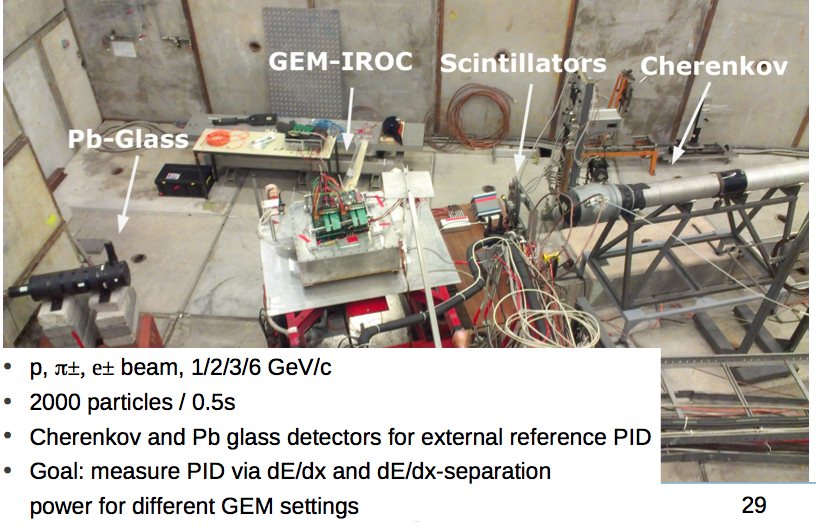 GEM-IROC
Scintillators
Cherenkov
Pb-Glass
• p, π±, e± beam, 1/2/3/6 GeV/c
• 2000 particles / 0.5s
• Cherenkov and Pb glass detectors for external reference PID
• Goal: measure PID via dE/dx and dE/dx-separation
power for different GEM settings
29